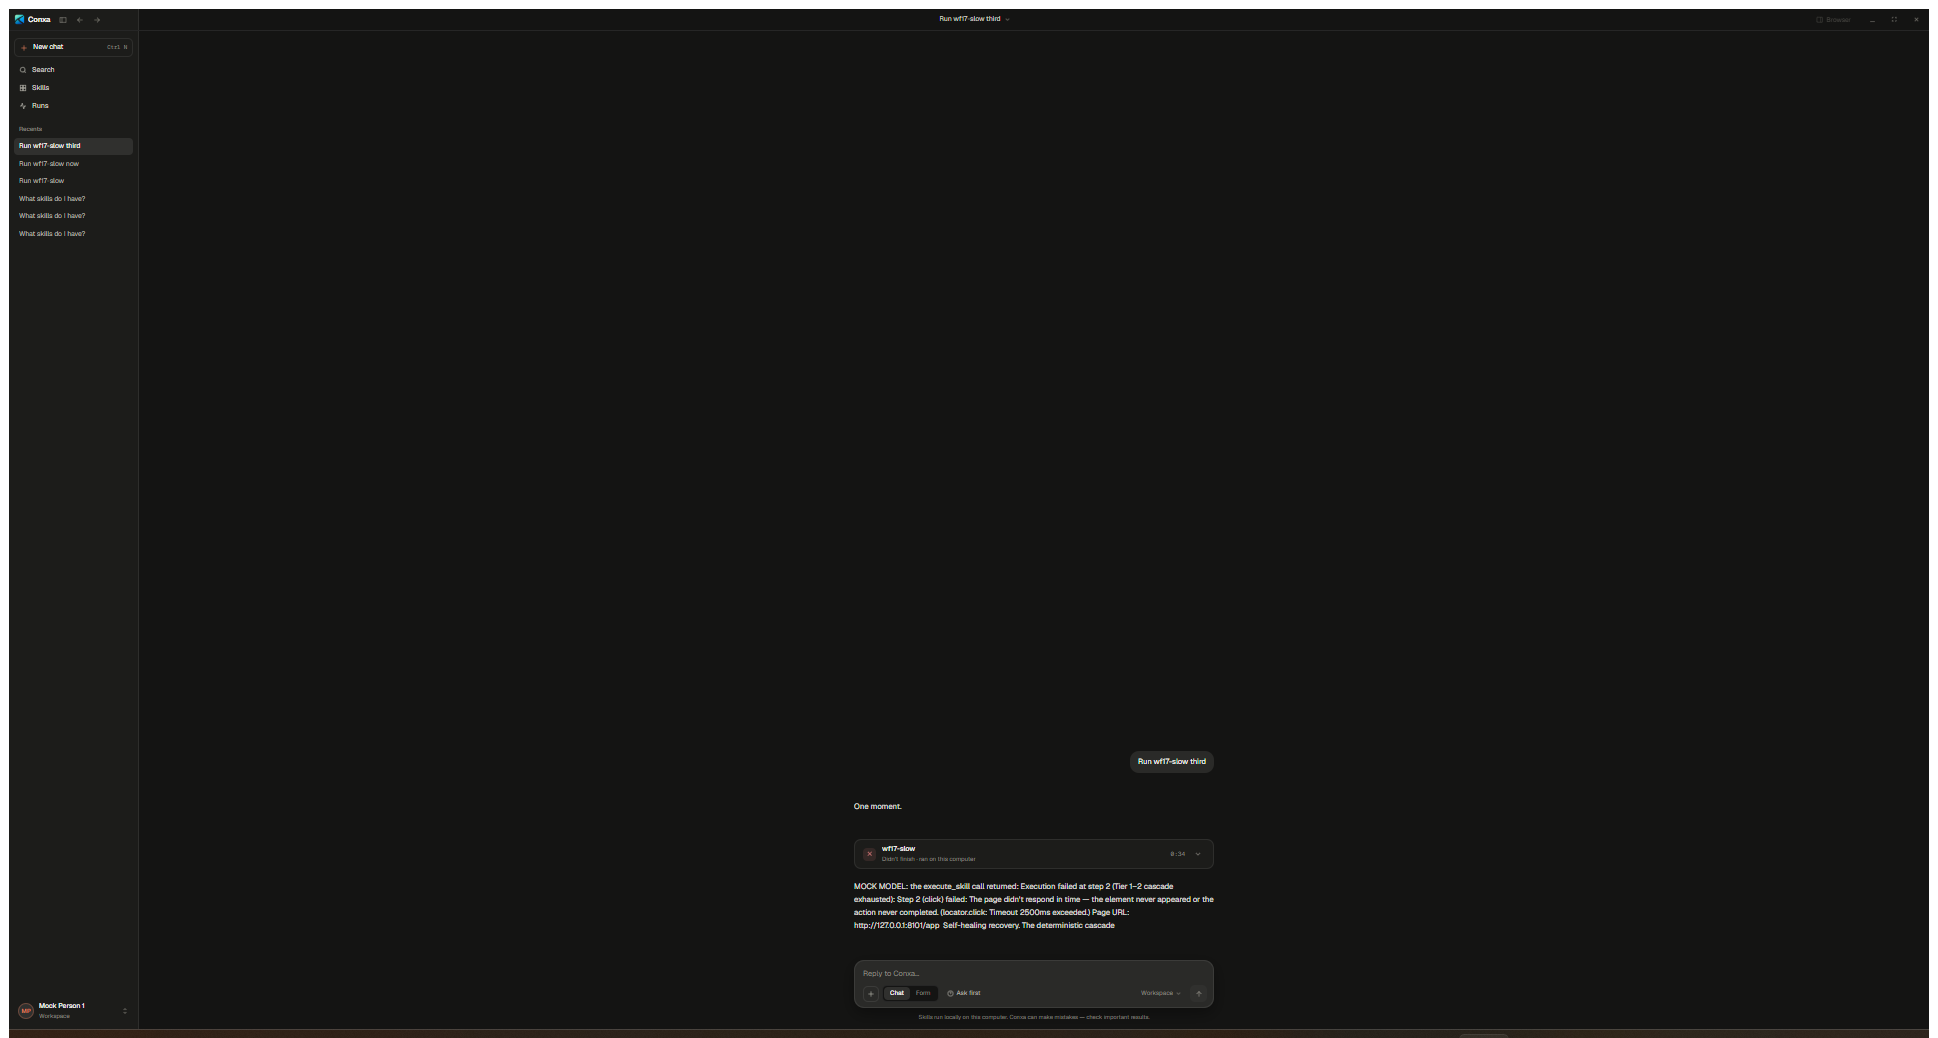 Conxa
Run wf17-slow third
Browser
New chat
Ctrl N
Search
Skills
Runs
Recents
Run wf17-slow third
Run wf17-slow now
Run wf17-slow
What skills do I have?
What skills do I have?
What skills do I have?
Run wf17-slow third
One moment.
wf17-slow
Didn't finish · ran on this computer
0:34
MOCK MODEL: the execute_skill call returned: Execution failed at step 2 (Tier 1–2 cascade
exhausted): Step 2 (click) failed: The page didn't respond in time — the element never appeared or the
action never completed. (locator.click: Timeout 2500ms exceeded.) Page URL:
http://127.0.0.1:8101/app Self-healing recovery. The deterministic cascade
Reply to Conxa...
Chat
Form
Ask first
Workspace
Skills run locally on this computer. Conxa can make mistakes — check important results.
MP
Mock Person 1
Workspace